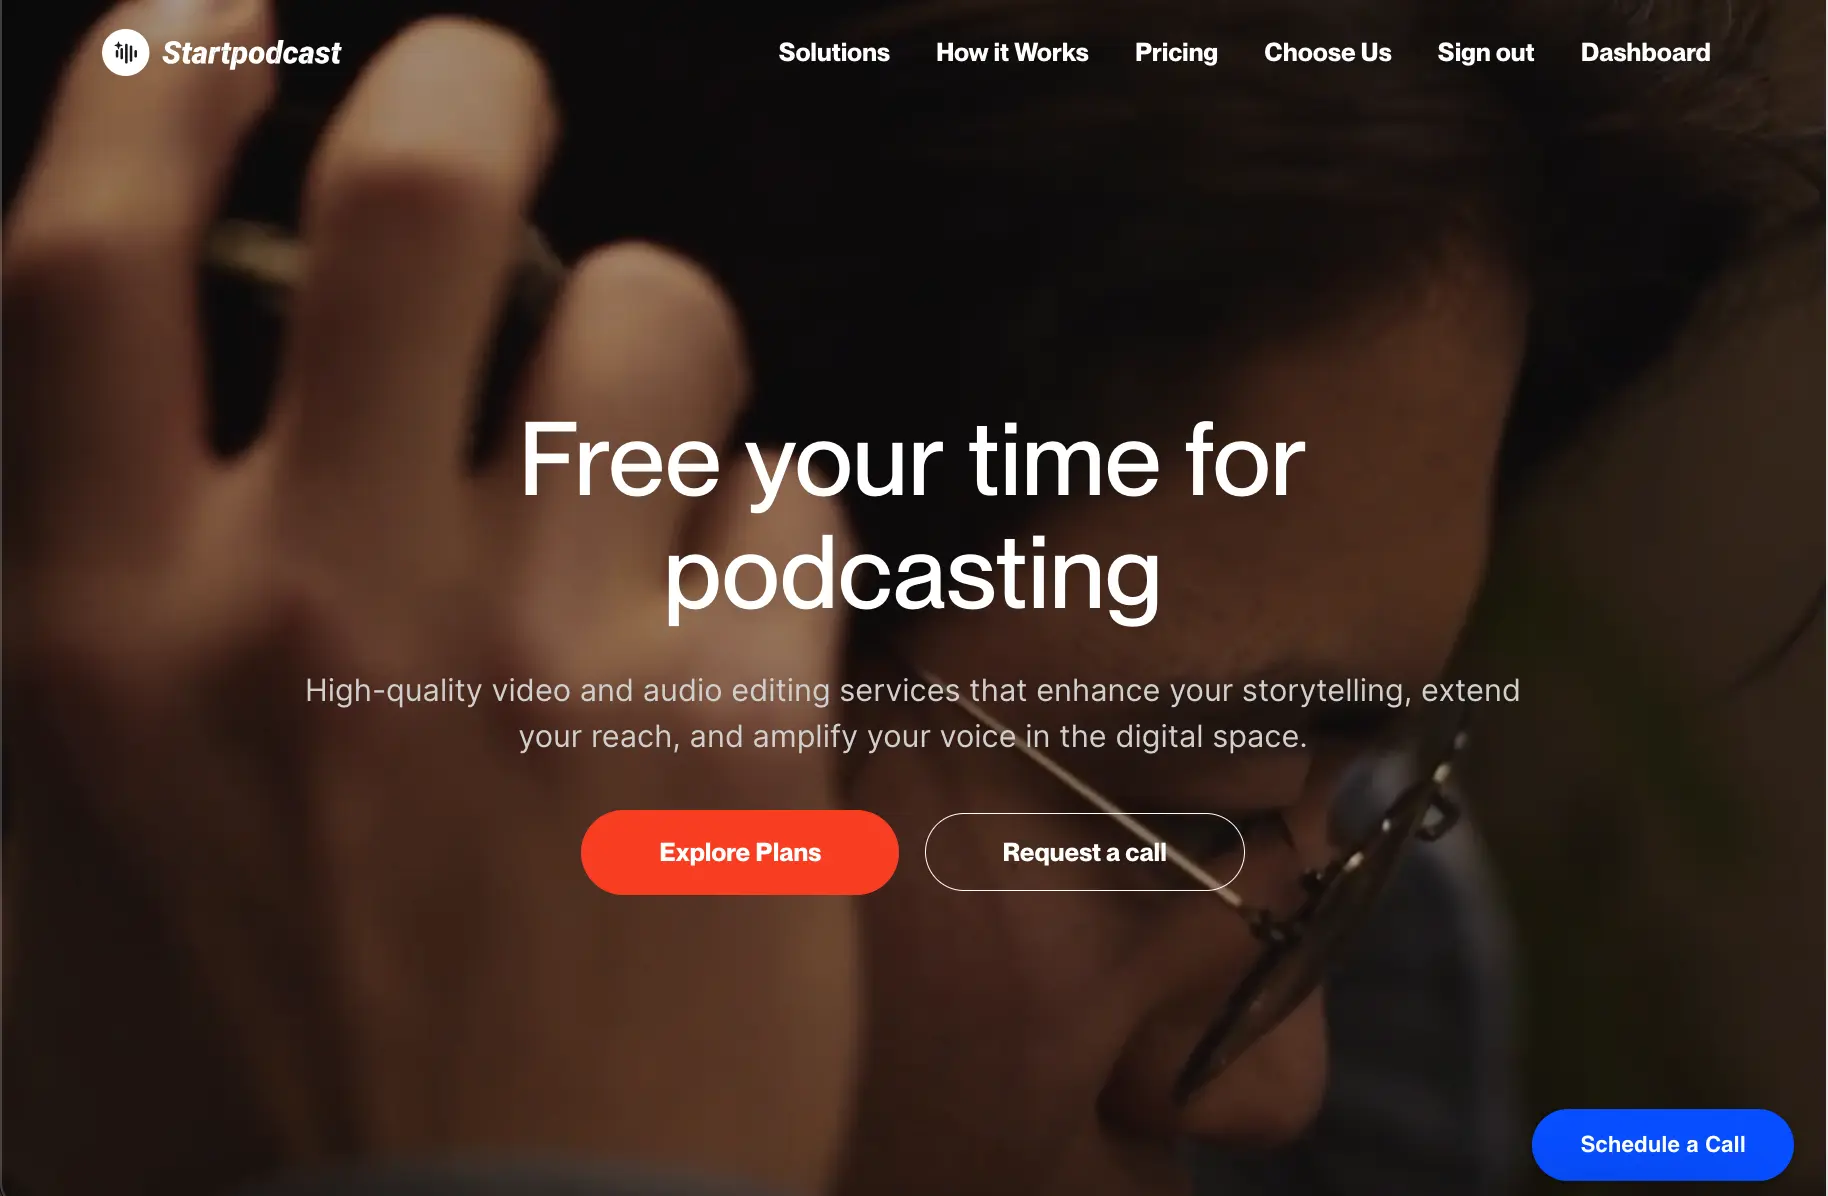 Startpodcast
Solutions
How it Works
Pricing
Choose Us
Sign out
Dashboard
Free your time for
podcasting
High-quality video and audio editing services that enhance your storytelling, extend
your reach, and amplify your voice in the digital space.
Explore Plans
Request a call
Schedule a Call